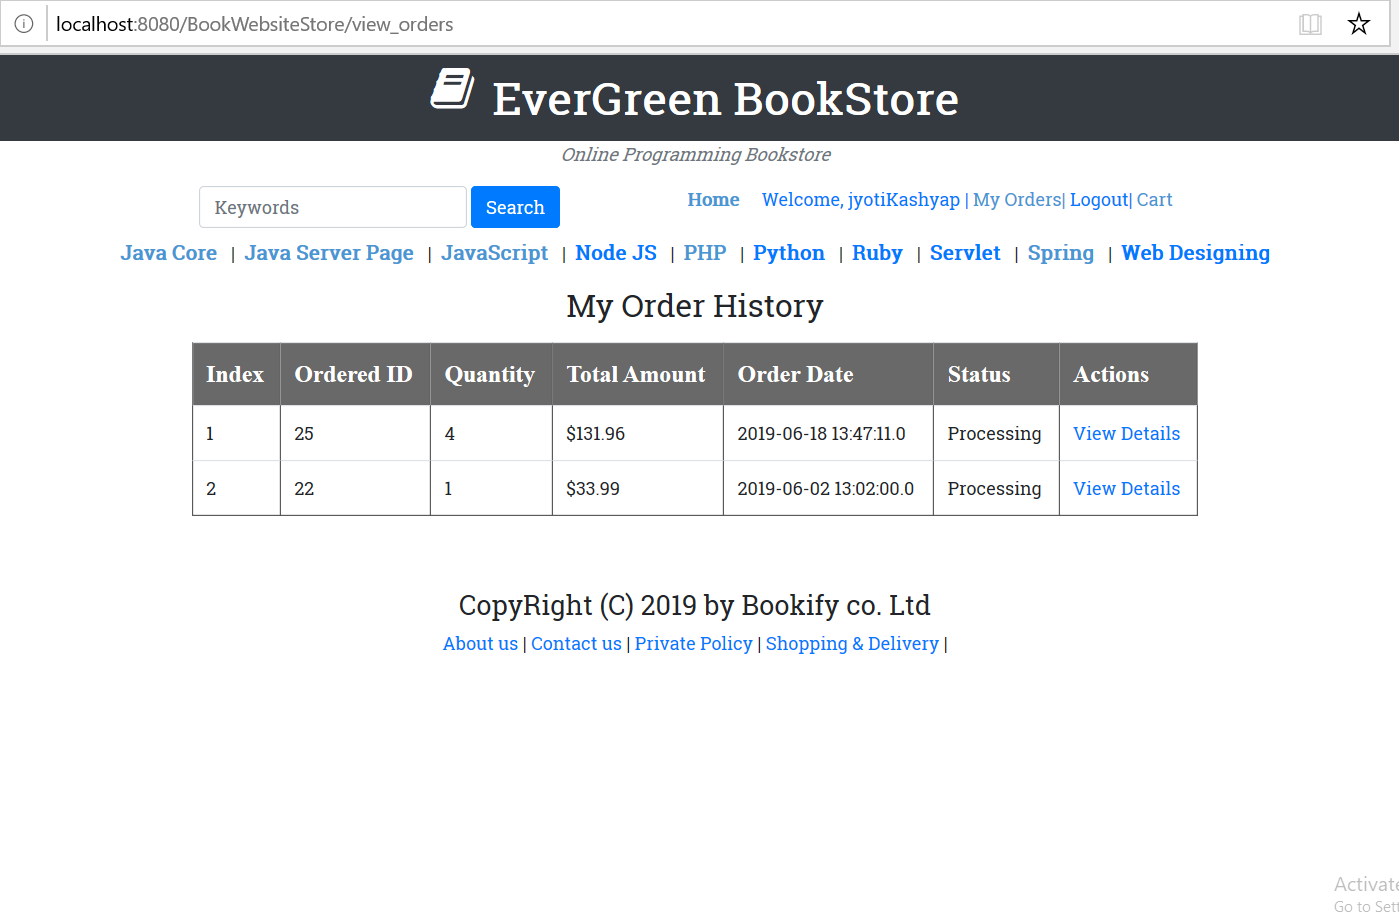 localhost:8080/BookWebsiteStore/view_orders
EverGreen BookStore
Online Programming Bookstore
Keywords Search Home Welcome, jyotiKashyap | My Orders| Logout| Cart
Java Core | Java Server Page | JavaScript | Node JS | PHP | Python | Ruby | Servlet | Spring | Web Designing
My Order History
Index Ordered ID Quantity Total Amount Order Date Status Actions
1 25 4 $131.96 2019-06-18 13:47:11.0 Processing View Details
2 22 1 $33.99 2019-06-02 13:02:00.0 Processing View Details
CopyRight (C) 2019 by Bookify co. Ltd
About us | Contact us | Private Policy | Shopping & Delivery |
Activate
Go to Sett